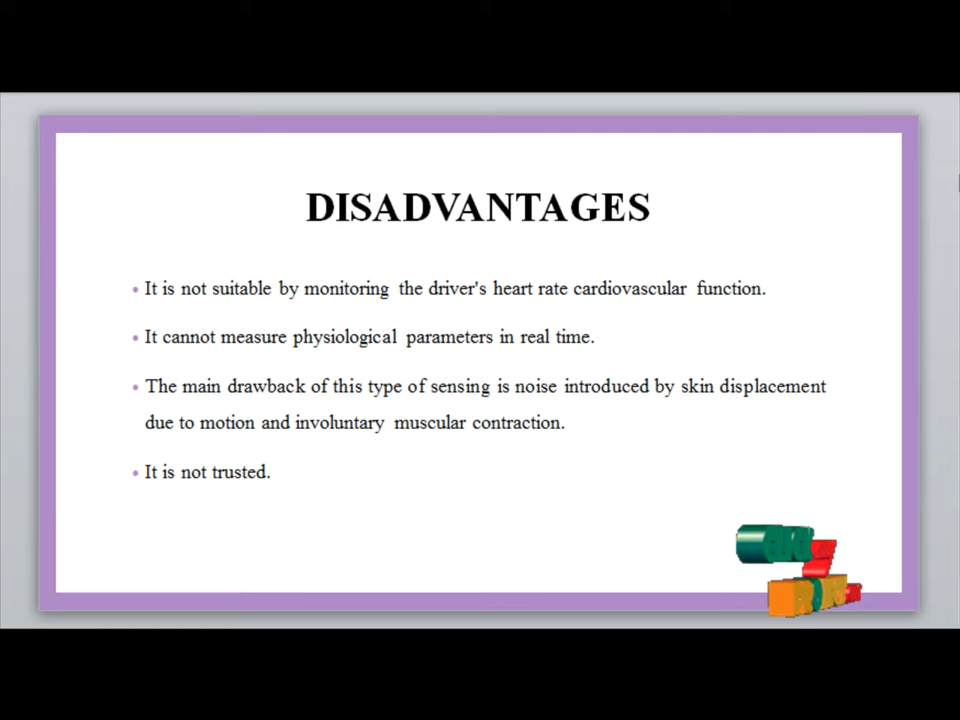 DISADVANTAGES
• It is not suitable by monitoring the driver's heart rate cardiovascular function.
• It cannot measure physiological parameters in real time.
• The main drawback of this type of sensing is noise introduced by skin displacement
due to motion and involuntary muscular contraction.
• It is not trusted.